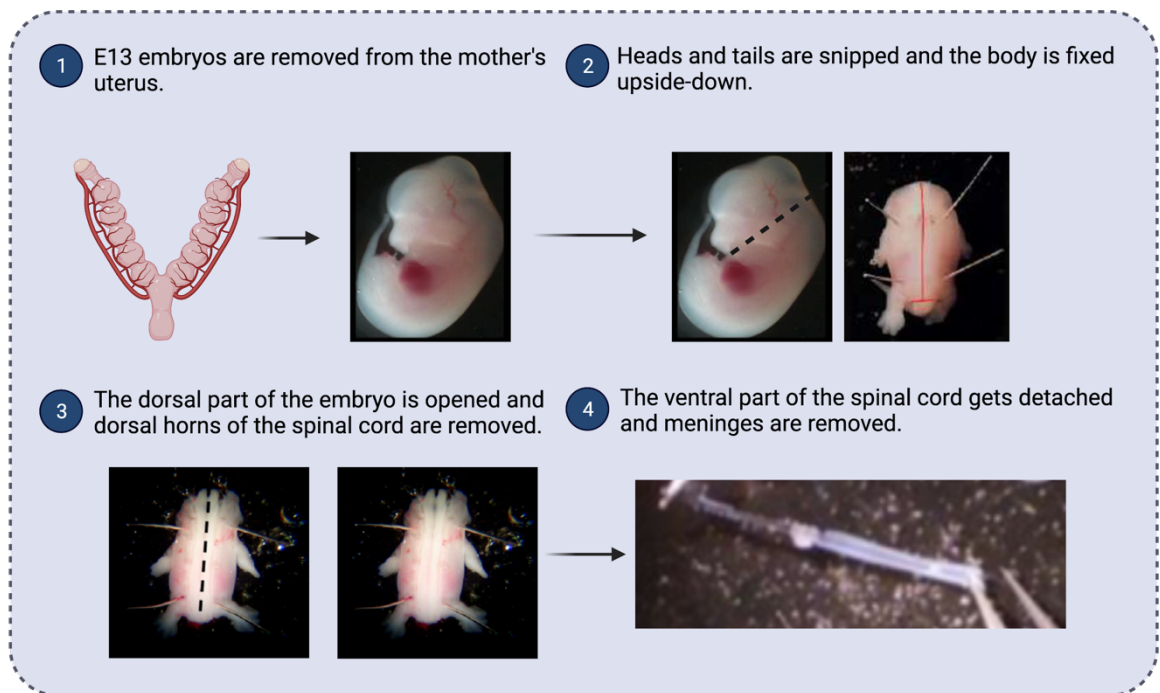 1
E13 embryos are removed from the mother's
uterus.
2
Heads and tails are snipped and the body is fixed
upside-down.
3
The dorsal part of the embryo is opened and
dorsal horns of the spinal cord are removed.
4
The ventral part of the spinal cord gets detached
and meninges are removed.